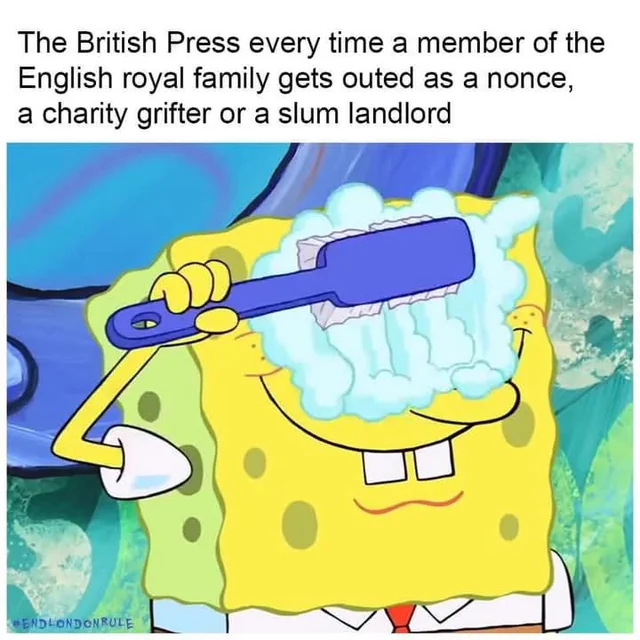 The British Press every time a member of the
English royal family gets outed as a nonce,
a charity grifter or a slum landlord
#ENDLONDONRULE